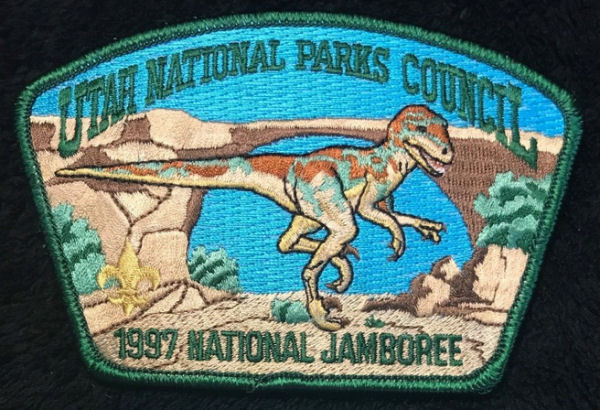 UTAH NATIONAL PARKS COUNCIL
1997 NATIONAL JAMBOREE